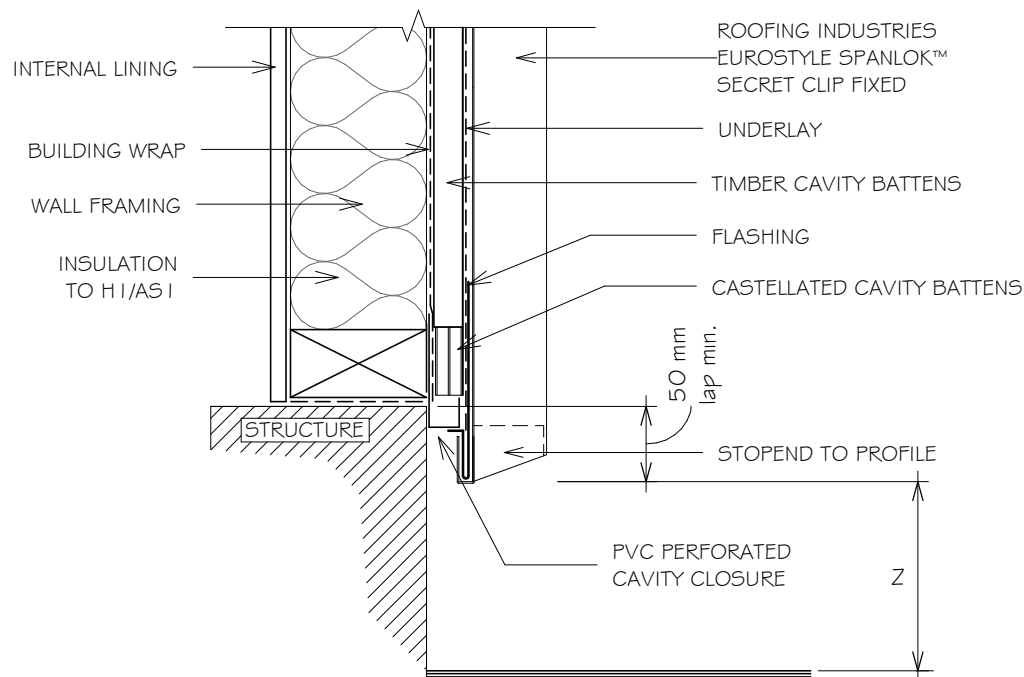 ROOFING INDUSTRIES
EUROSTYLE SPANLOK™
SECRET CLIP FIXED
INTERNAL LINING
UNDERLAY
BUILDING WRAP
TIMBER CAVITY BATTENS
WALL FRAMING
FLASHING
INSULATION
TO H1/AS1
CASTELLATED CAVITY BATTENS
50 mm
lap min.
STRUCTURE
STOPEND TO PROFILE
PVC PERFORATED
CAVITY CLOSURE
Z